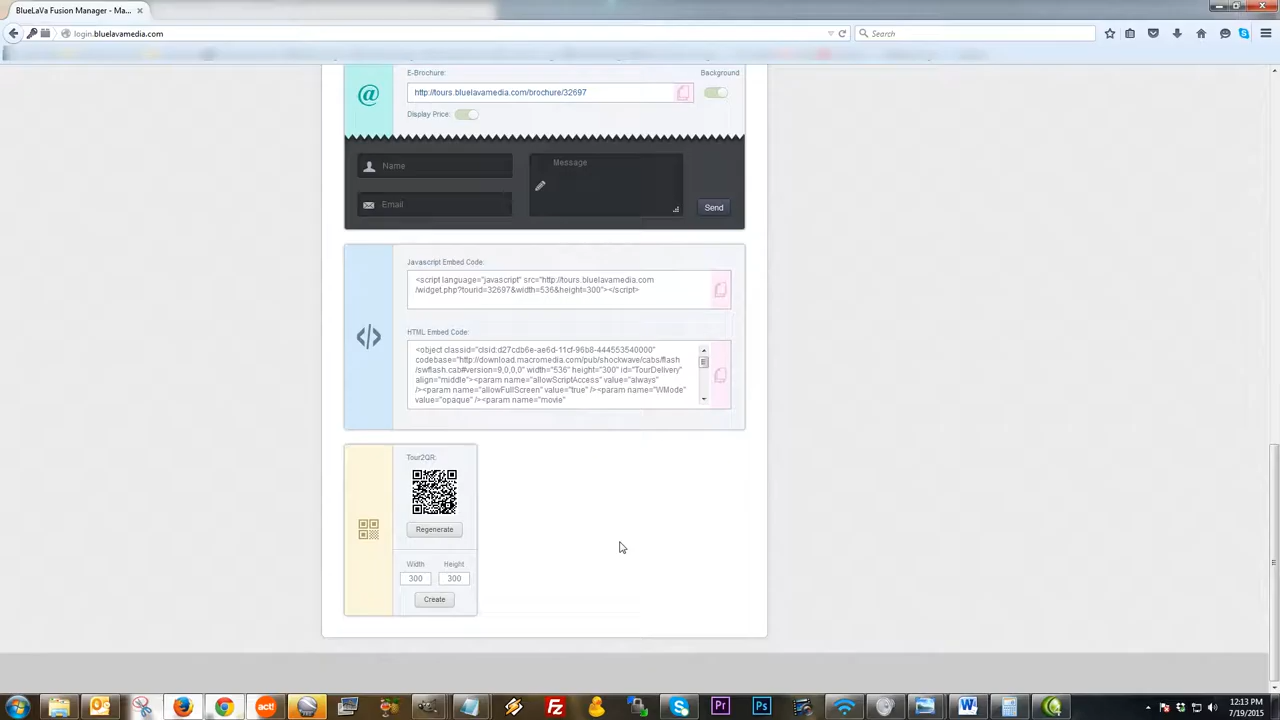 BlueLaVa Fusion Manager - Ma...
login.bluelavamedia.com
Search
E-Brochure:
Background
http://tours.bluelavamedia.com/brochure/32697
Display Price:
Name
Message
Email
Send
Javascript Embed Code:
<script language="javascript" src="http://tours.bluelavamedia.com
/widget.php?tourid=32697&width=536&height=300"></script>
HTML Embed Code:
<object classid="clsid:d27cdb6e-ae6d-11cf-96b8-444553540000"
codebase="http://download.macromedia.com/pub/shockwave/cabs/flash
/swflash.cab#version=9,0,0,0" width="536" height="300" id="TourDelivery"
align="middle"><param name="allowScriptAccess" value="always"
/><param name="allowFullScreen" value="true" /><param name="WMode"
value="opaque" /><param name="movie"
Tour2QR:
Regenerate
Width Height
300 300
Create
act!
Fz
Pr
Ps
12:13 PM
7/19/2015